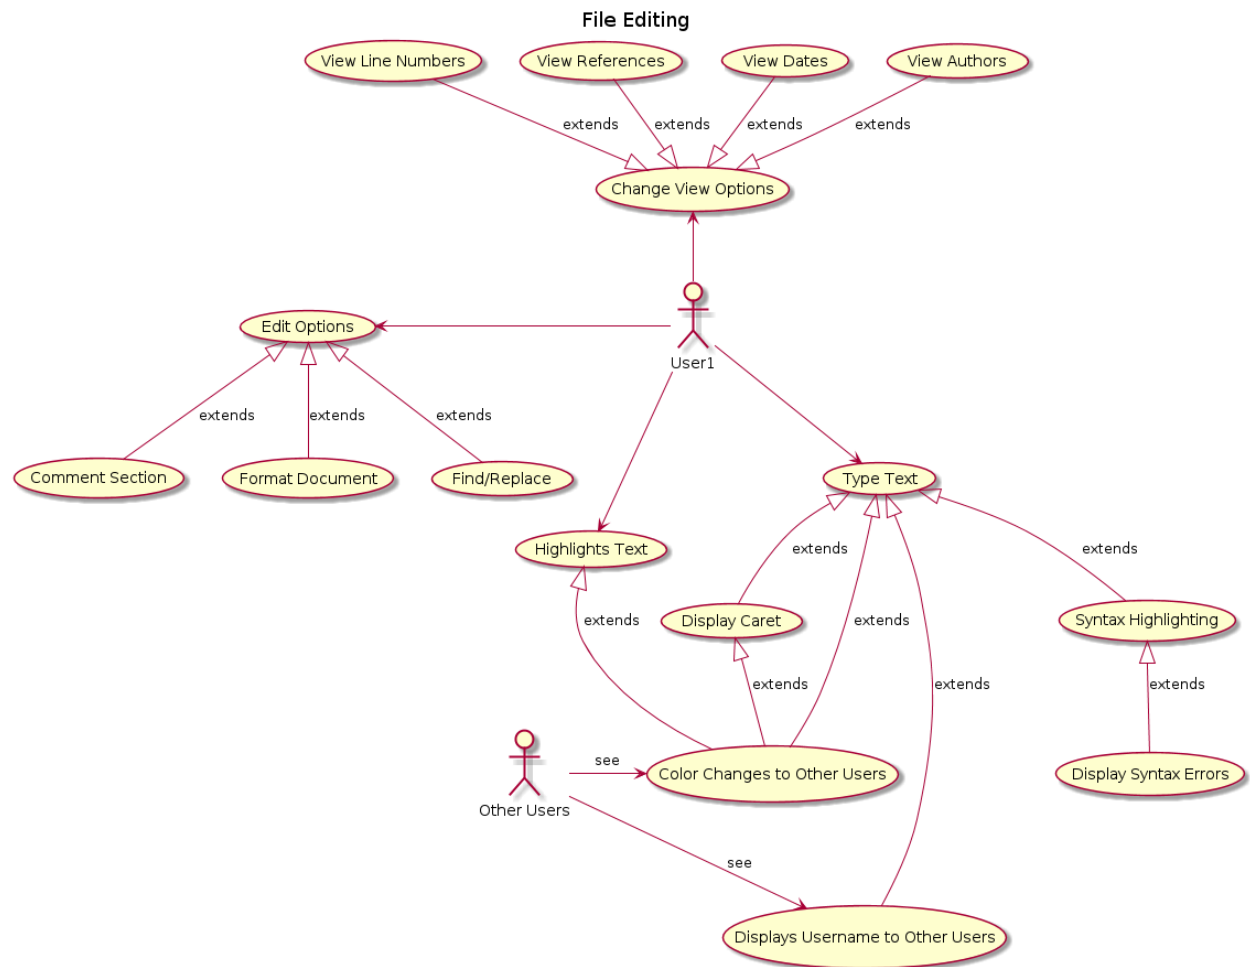 File Editing
View Line Numbers
View References
View Dates
View Authors
extends
extends
extends
extends
Change View Options
Edit Options
User1
extends
extends
extends
Comment Section
Format Document
Find/Replace
Type Text
Highlights Text
extends
extends
Display Caret
Syntax Highlighting
extends
extends
extends
extends
extends
see
Color Changes to Other Users
Display Syntax Errors
Other Users
see
Displays Username to Other Users